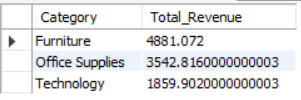 Category Total_Revenue
Furniture 4881.072
Office Supplies 3542.8160000000003
Technology 1859.9020000000003